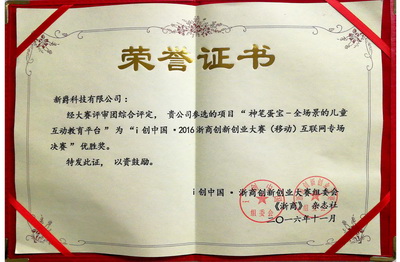 荣誉证书
新爵科技有限公司：
经大赛评审团综合评定，贵公司参选的项目“神笔蛋宝－全场景的儿童
互动教育平台”为“i创中国·2016浙商创新创业大赛（移动）互联网专场
决赛”优胜奖。
特发此证，以资鼓励。
i创中国·浙商创新创业大赛组委会
《浙商》杂志社
二〇一六年十一月
组委会